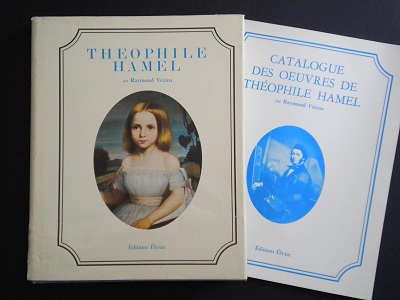 THEOPHILE
HAMEL
par Raymond Vézina
Éditions Élysée
CATALOGUE
DES OEUVRES DE
THÉOPHILE HAMEL
par Raymond Vézina
Éditions Élysée